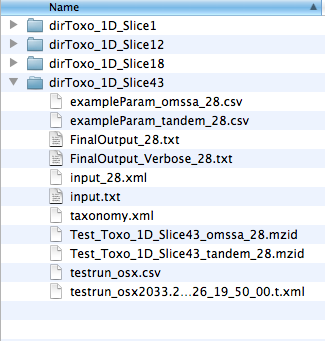 Name
dirToxo_1D_Slice1
dirToxo_1D_Slice12
dirToxo_1D_Slice18
dirToxo_1D_Slice43
exampleParam_omssa_28.csv
exampleParam_tandem_28.csv
FinalOutput_28.txt
FinalOutput_Verbose_28.txt
input_28.xml
input.txt
taxonomy.xml
Test_Toxo_1D_Slice43_omssa_28.mzid
Test_Toxo_1D_Slice43_tandem_28.mzid
testrun_osx.csv
testrun_osx2033.2...26_19_50_00.t.xml